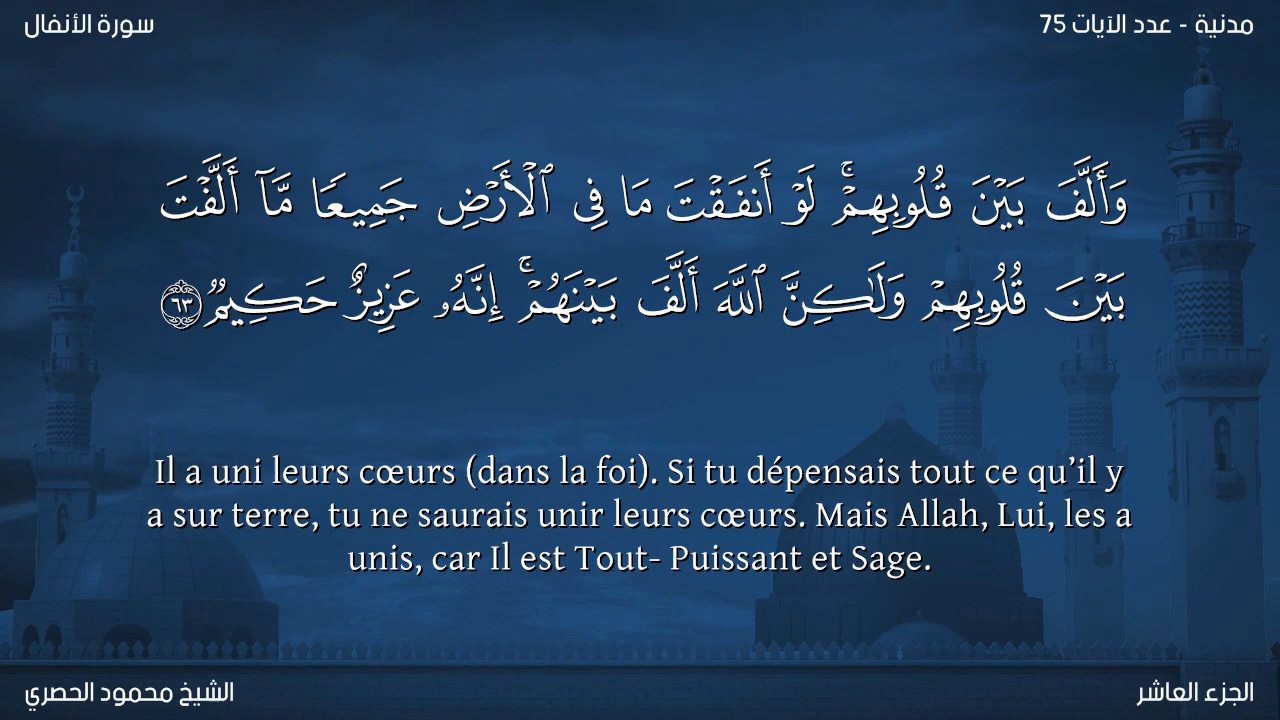 مدنية - عدد الآيات 75
سورة الأنفال
وَأَلَّفَ بَيْنَ قُلُوبِهِمْ ۚ لَوْ أَنفَقْتَ مَا فِى ٱلْأَرْضِ جَمِيعًا مَّآ أَلَّفْتَ
بَيْنَ قُلُوبِهِمْ وَلَـٰكِنَّ ٱللَّهَ أَلَّفَ بَيْنَهُمْ ۚ إِنَّهُۥ عَزِيزٌ حَكِيمٌ ٦٣
Il a uni leurs cœurs (dans la foi). Si tu dépensais tout ce qu’il y
a sur terre, tu ne saurais unir leurs cœurs. Mais Allah, Lui, les a
unis, car Il est Tout- Puissant et Sage.
الجزء العاشر
الشيخ محمود الحصري